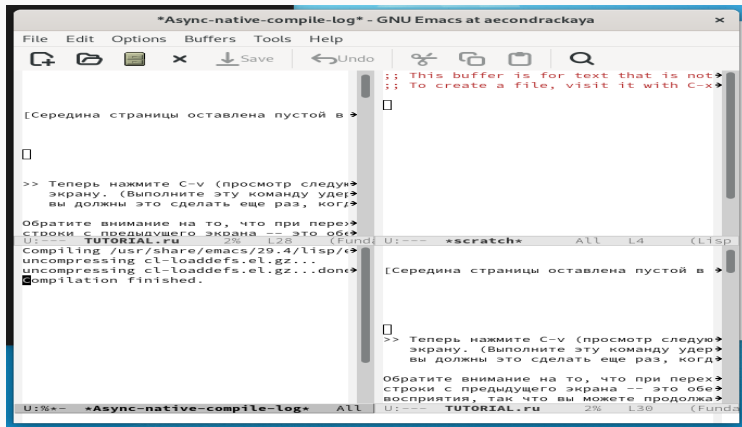 *Async-native-compile-log* - GNU Emacs at aecondrackaya
File Edit Options Buffers Tools Help
Save Undo
[Середина страницы оставлена пустой в
>> Теперь нажмите C-v (просмотр следую
экрану. (Выполните эту команду удер
вы должны это сделать еще раз, когд
Обратите внимание на то, что при перех
строки с предыдущего экрана -- это обе
U:--- TUTORIAL.ru 2% L28 (Fund
;; This buffer is for text that is not
;; To create a file, visit it with C-x
U:--- *scratch* All L4 (Lisp
Compiling /usr/share/emacs/29.4/lisp/e
uncompressing cl-loaddefs.el.gz...
uncompressing cl-loaddefs.el.gz...done
Compilation finished.
U:%*- *Async-native-compile-log* All
[Середина страницы оставлена пустой в
>> Теперь нажмите C-v (просмотр следую
экрану. (Выполните эту команду удер
вы должны это сделать еще раз, когд
Обратите внимание на то, что при перех
строки с предыдущего экрана -- это обе
восприятия, так что вы можете продолжа
U:--- TUTORIAL.ru 2% L30 (Funda